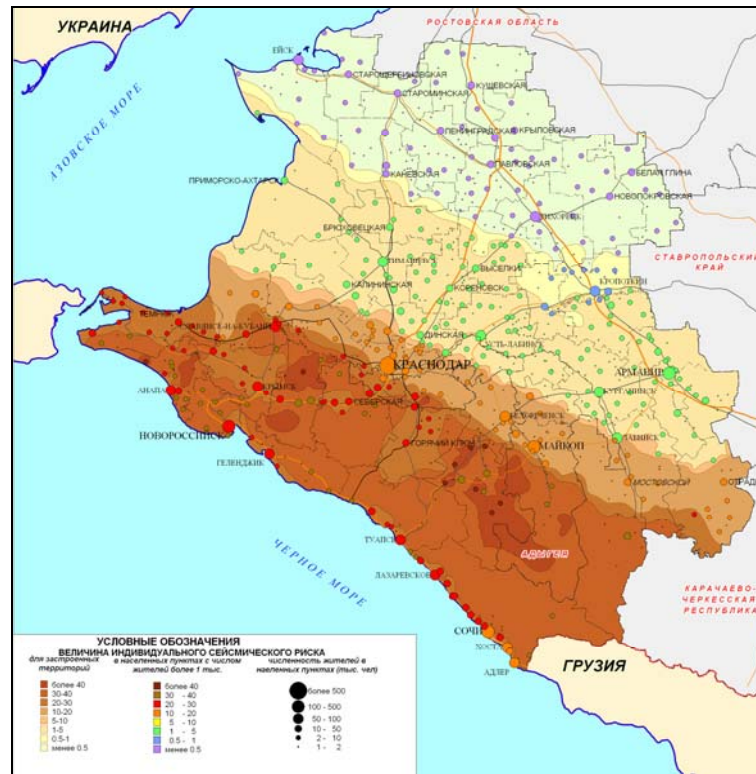 РОСТОВСКАЯ ОБЛАСТЬ
УКРАИНА
ЕЙСК
СТАРОЩЕРБИНОВСКАЯ
КУЩЕВСКАЯ
СТАРОМИНСКАЯ
АЗОВСКОЕ МОРЕ
ЛЕНИНГРАДСКАЯ
КРЫЛОВСКАЯ
ПАВЛОВСКАЯ
КАНЕВСКАЯ
БЕЛАЯ ГЛИНА
ПРИМОРСКО-АХТАРСК
НОВОПОКРОВСКАЯ
ТИХОРЕЦК
БРЮХОВЕЦКАЯ
СТАВРОПОЛЬСКИЙ
КРАЙ
ТИМАШЕВСК
ВЫСЕЛКИ
КАЛИНИНСКАЯ
КОРЕНОВСК
КРОПОТКИН
ТЕМРЮК
СЛАВЯНСК-НА-КУБАНИ
ДИНСКАЯ
УСТЬ-ЛАБИНСК
КРАСНОДАР
АРМАВИР
АНАПА
КРЫМСК
СЕВЕРСКАЯ
КУРГАНИНСК
БЕЛОРЕЧЕНСК
НОВОРОССИЙСК
ГОРЯЧИЙ КЛЮЧ
МАЙКОП
ЛАБИНСК
ГЕЛЕНДЖИК
МОСТОВСКОЙ
ОТРАД
ТУАПСЕ
АДЫГЕЯ
ЧЕРНОЕ МОРЕ
ЛАЗАРЕВСКОЕ
КАРАЧАЕВО-
ЧЕРКЕССКАЯ
РЕСПУБЛИКА
СОЧИ
ХОСТА
ГРУЗИЯ
АДЛЕР
УСЛОВНЫЕ ОБОЗНАЧЕНИЯ
ВЕЛИЧИНА ИНДИВИДУАЛЬНОГО СЕЙСМИЧЕСКОГО РИСКА
для застроенных территорий
в населенных пунктах с числом жителей более 1 тыс.
численность жителей в населенных пунктах (тыс. чел)
более 40
30-40
20-30
10-20
5-10
1-5
0.5-1
менее 0.5
более 40
30 - 40
20 - 30
10 - 20
5 - 10
1 - 5
0.5 - 1
менее 0.5
более 500
100 - 500
50 - 100
10 - 50
2 - 10
1 - 2